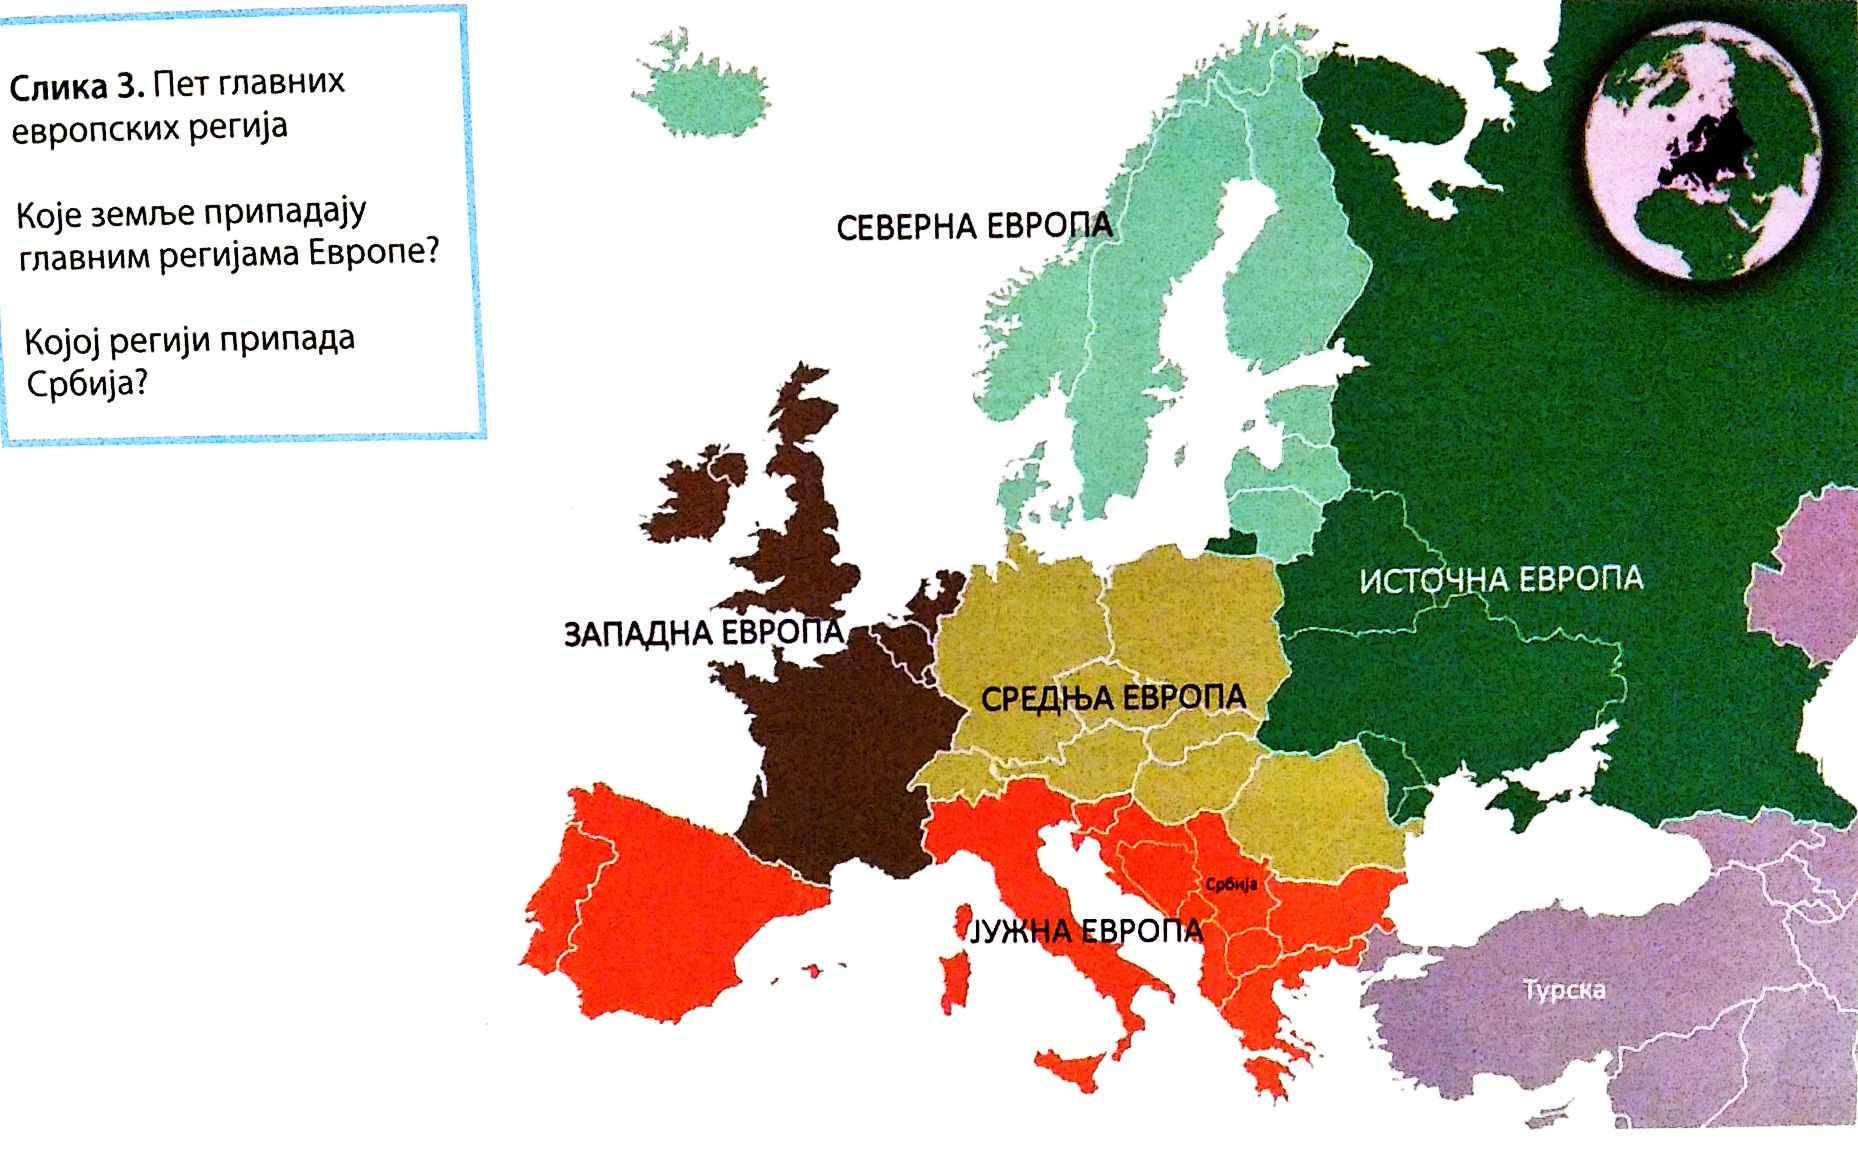 Слика 3. Пет главних
европских регија
Које земље припадају
главним регијама Европе?
Којој регији припада
Србија?
СЕВЕРНА ЕВРОПА
ИСТОЧНА ЕВРОПА
ЗАПАДНА ЕВРОПА
СРЕДЊА ЕВРОПА
Србија
ЈУЖНА ЕВРОПА
Турска